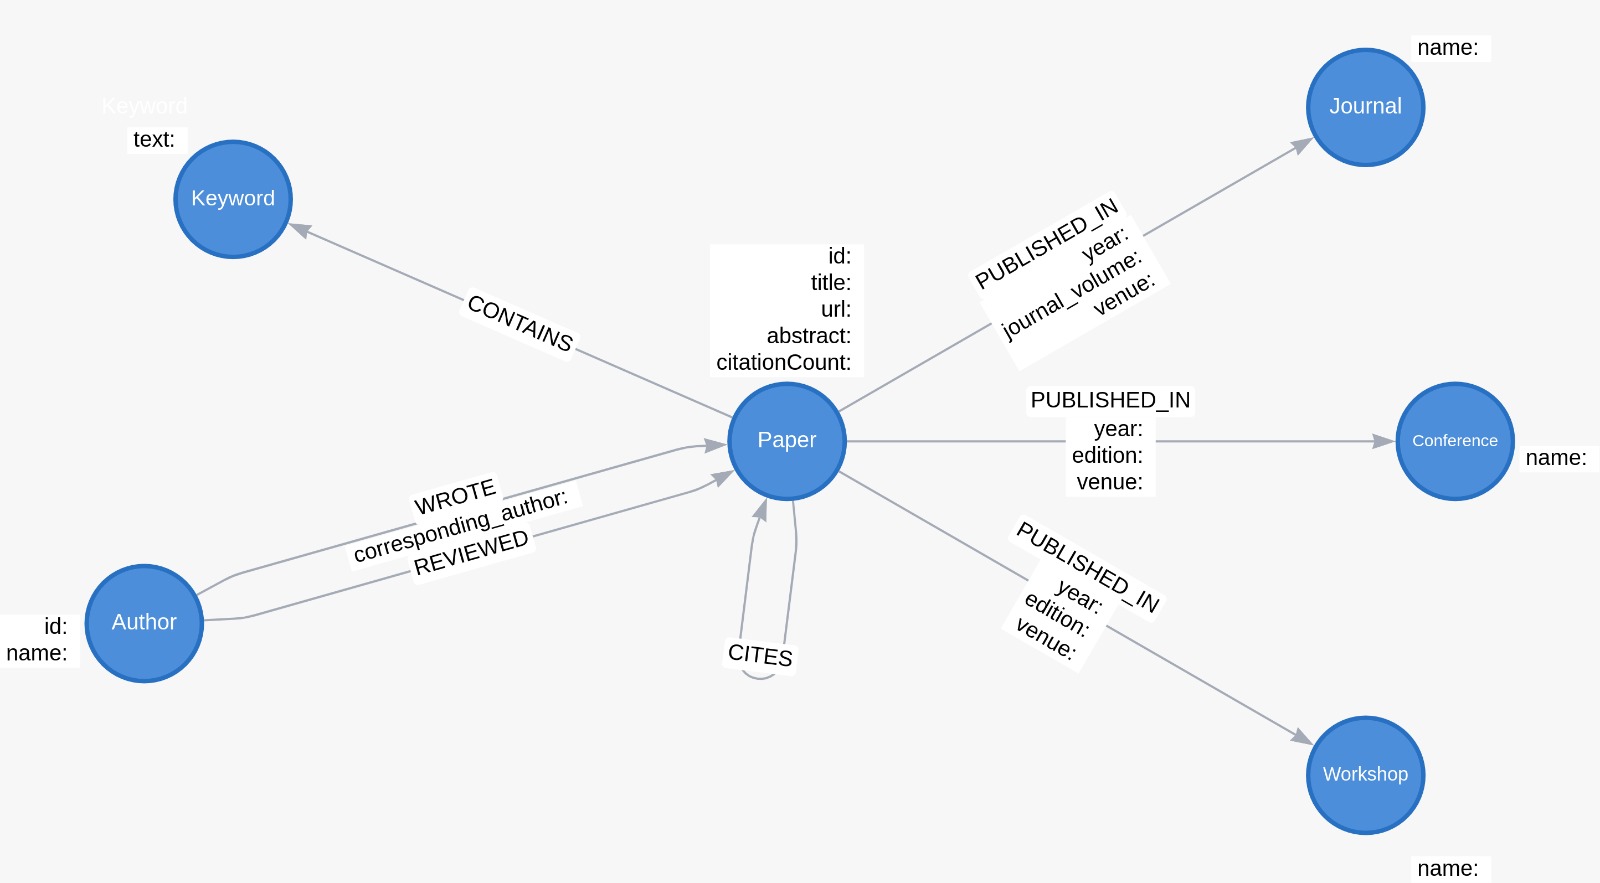 name:
Journal
Keyword
text:
Keyword
CONTAINS
id:
title:
url:
abstract:
citationCount:
Paper
PUBLISHED_IN
year:
journal_volume:
venue:
PUBLISHED_IN
year:
edition:
venue:
Conference
name:
WROTE
corresponding_author:
REVIEWED
Author
id:
name:
CITES
PUBLISHED_IN
year:
edition:
venue:
Workshop
name: